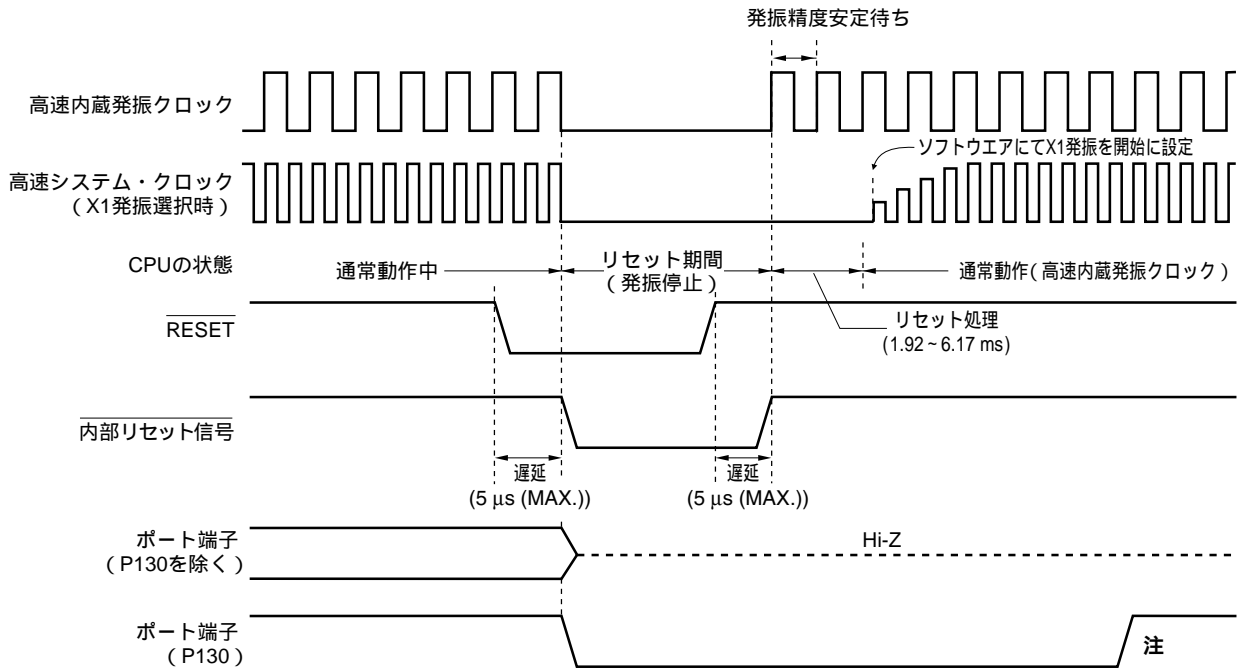 発振精度安定待ち
高速内蔵発振クロック
ソフトウエアにてX1発振を開始に設定
高速システム・クロック
(X1発振選択時)
CPUの状態
通常動作中
リセット期間
(発振停止)
通常動作(高速内蔵発振クロック)
RESET
リセット処理
(1.92~6.17 ms)
内部リセット信号
遅延
(5 μs (MAX.))
遅延
(5 μs (MAX.))
ポート端子
(P130を除く)
Hi-Z
ポート端子
(P130)
注